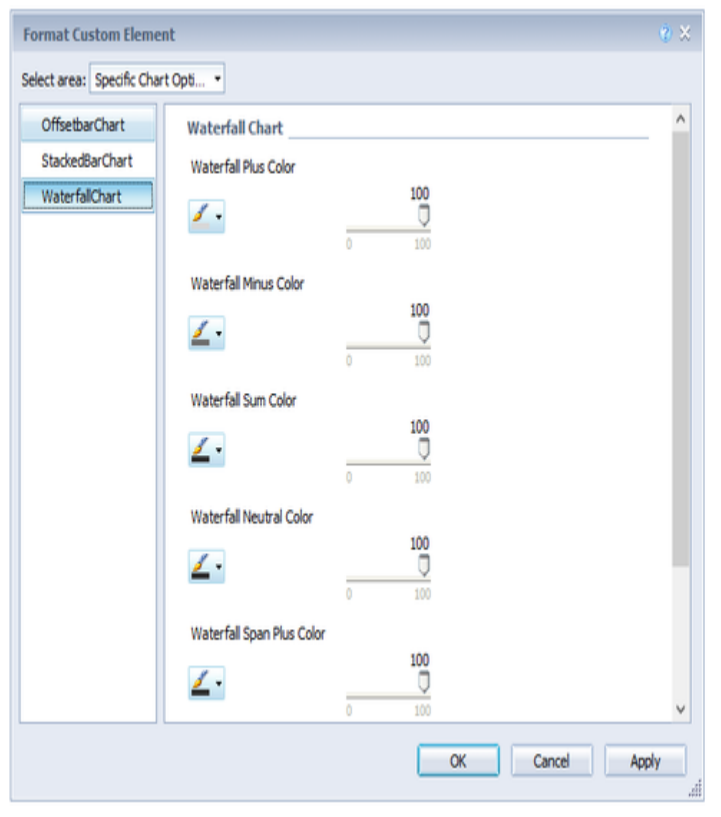 Format Custom Element
Select area: Specific Chart Opti...
OffsetbarChart
StackedBarChart
WaterfallChart
Waterfall Chart
Waterfall Plus Color
100
0 100
Waterfall Minus Color
100
0 100
Waterfall Sum Color
100
0 100
Waterfall Neutral Color
100
0 100
Waterfall Span Plus Color
100
0 100
OK Cancel Apply